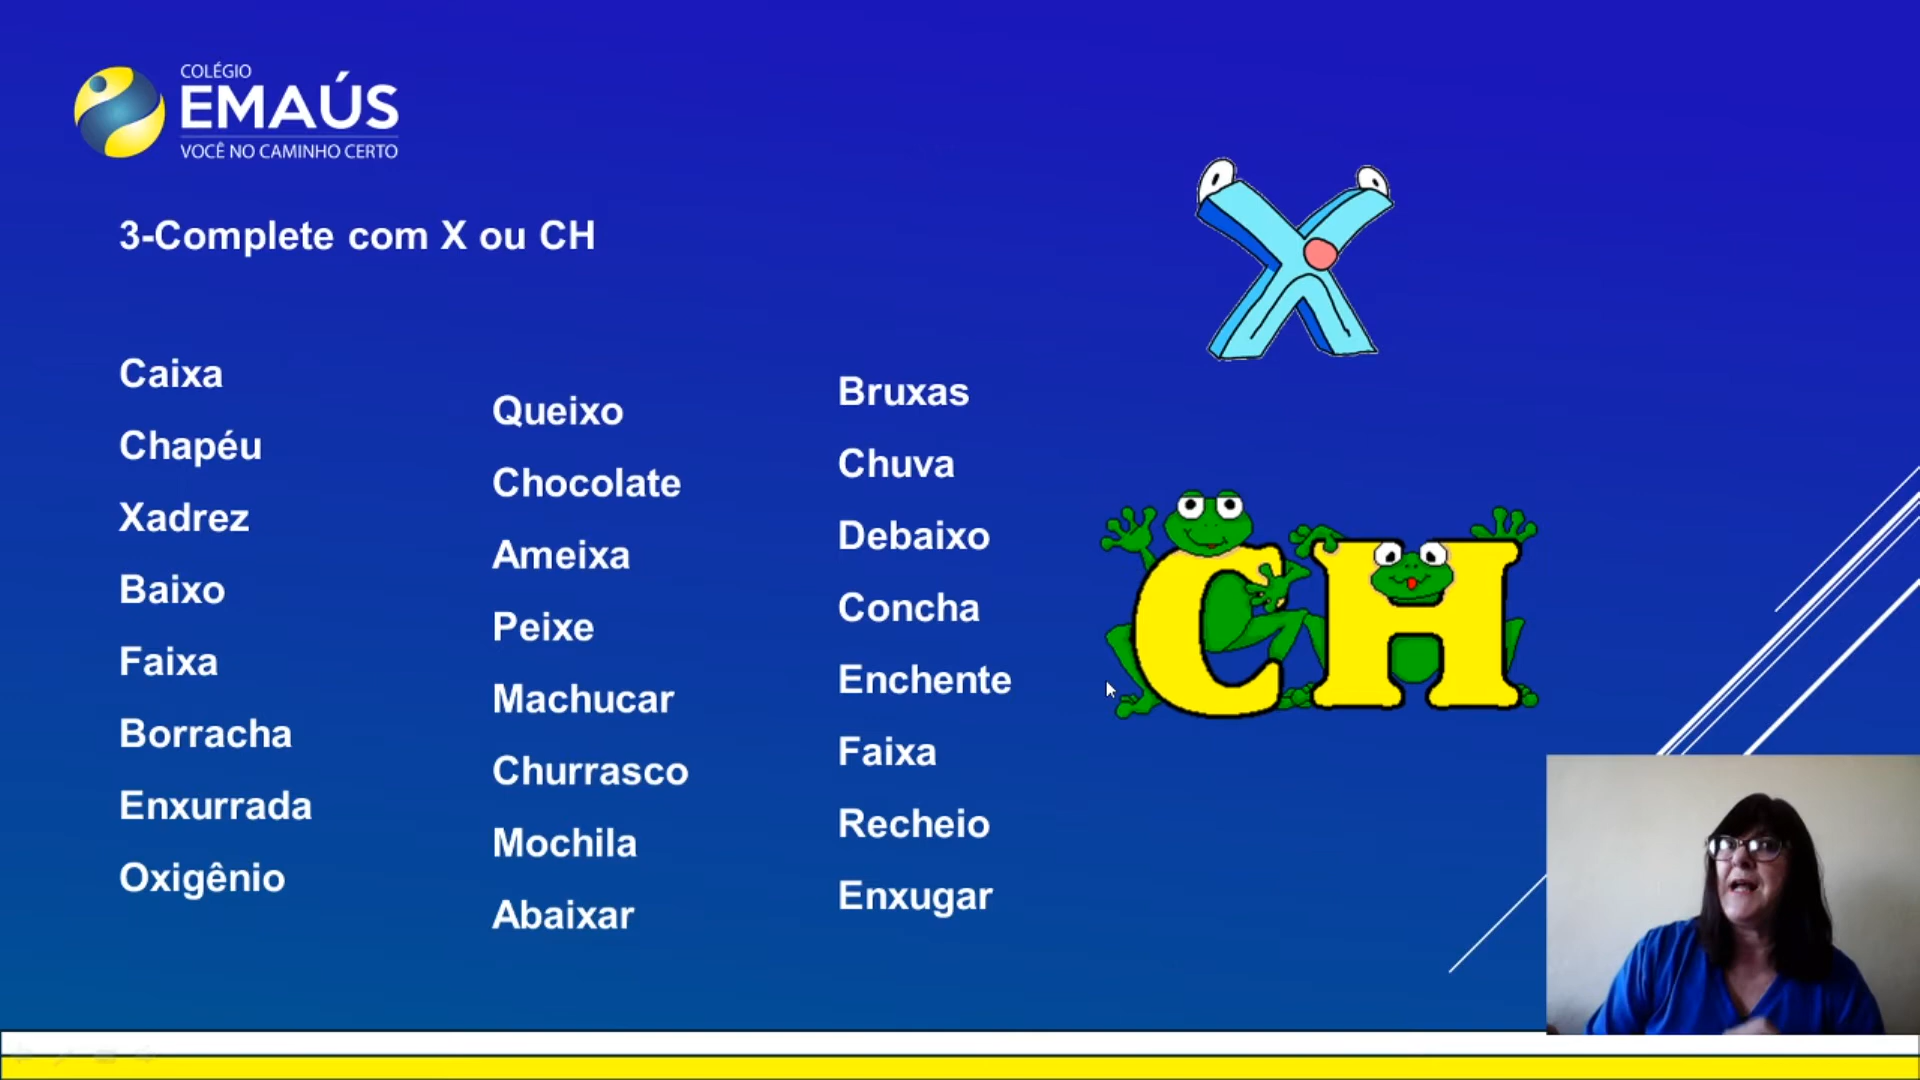 COLÉGIO
EMAÚS
VOCÊ NO CAMINHO CERTO
3-Complete com X ou CH
Caixa
Chapéu
Xadrez
Baixo
Faixa
Borracha
Enxurrada
Oxigênio
Queixo
Chocolate
Ameixa
Peixe
Machucar
Churrasco
Mochila
Abaixar
Bruxas
Chuva
Debaixo
Concha
Enchente
Faixa
Recheio
Enxugar
X
CH